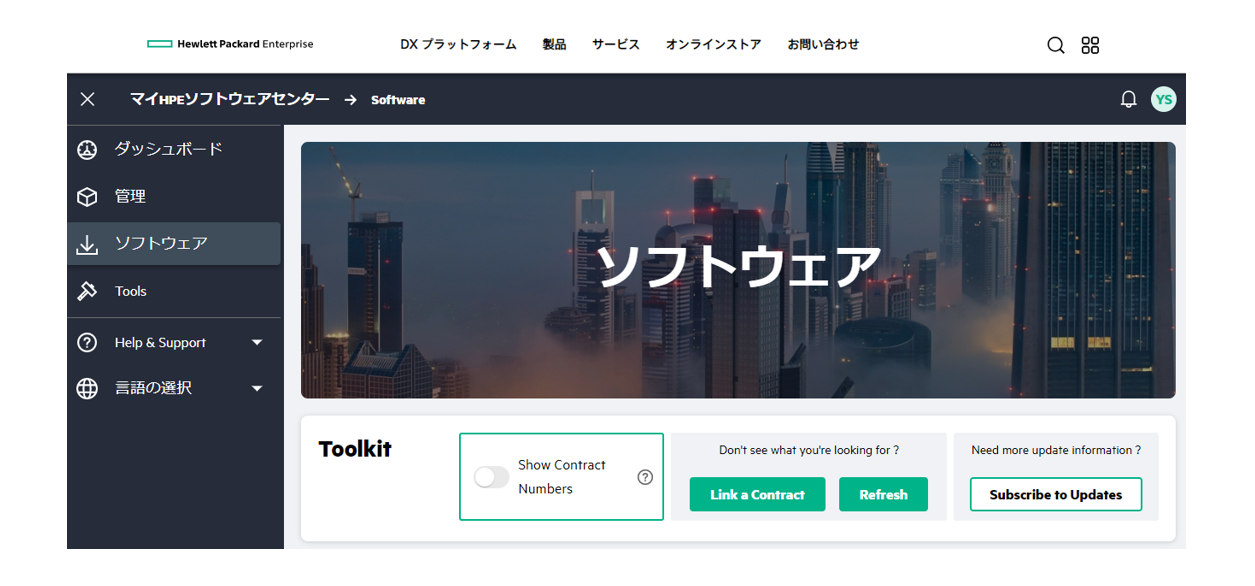 Hewlett Packard Enterprise
DX プラットフォーム 製品 サービス オンラインストア お問い合わせ
マイHPEソフトウェアセンター → Software
YS
ダッシュボード
管理
ソフトウェア
Tools
Help & Support
言語の選択
ソフトウェア
Toolkit
Show Contract
Numbers
Don't see what you're looking for ?
Link a Contract
Refresh
Need more update information ?
Subscribe to Updates